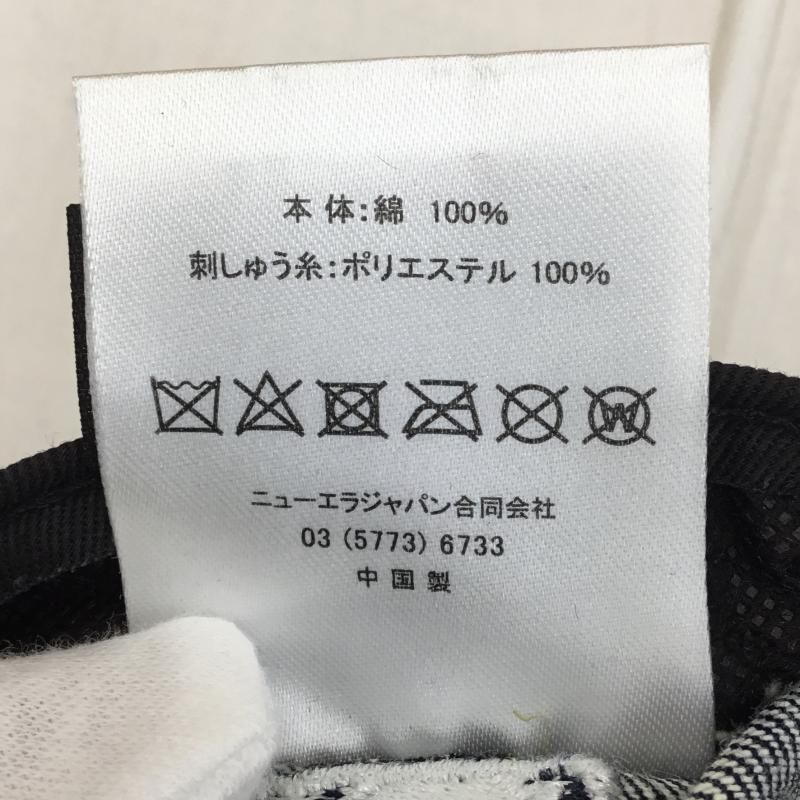 本体:綿 100%
刺しゅう糸:ポリエステル 100%
W
ニューエラジャパン合同会社
03 (5773) 6733
中国製